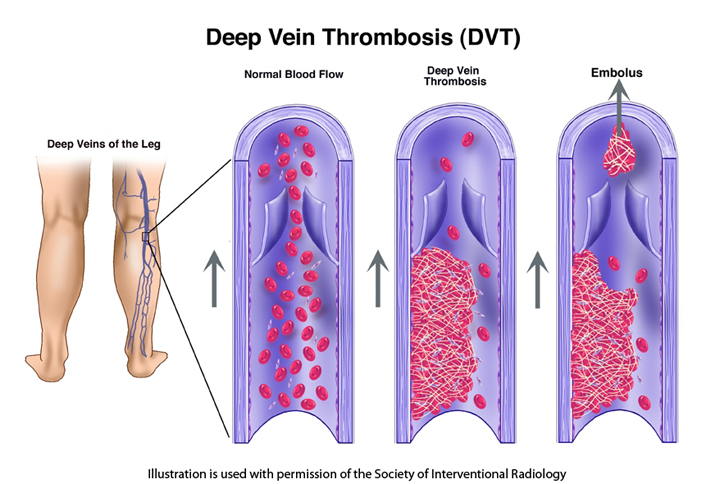 Deep Vein Thrombosis (DVT)
Normal Blood Flow
Deep Vein
Thrombosis
Embolus
Deep Veins of the Leg
Illustration is used with permission of the Society of Interventional Radiology